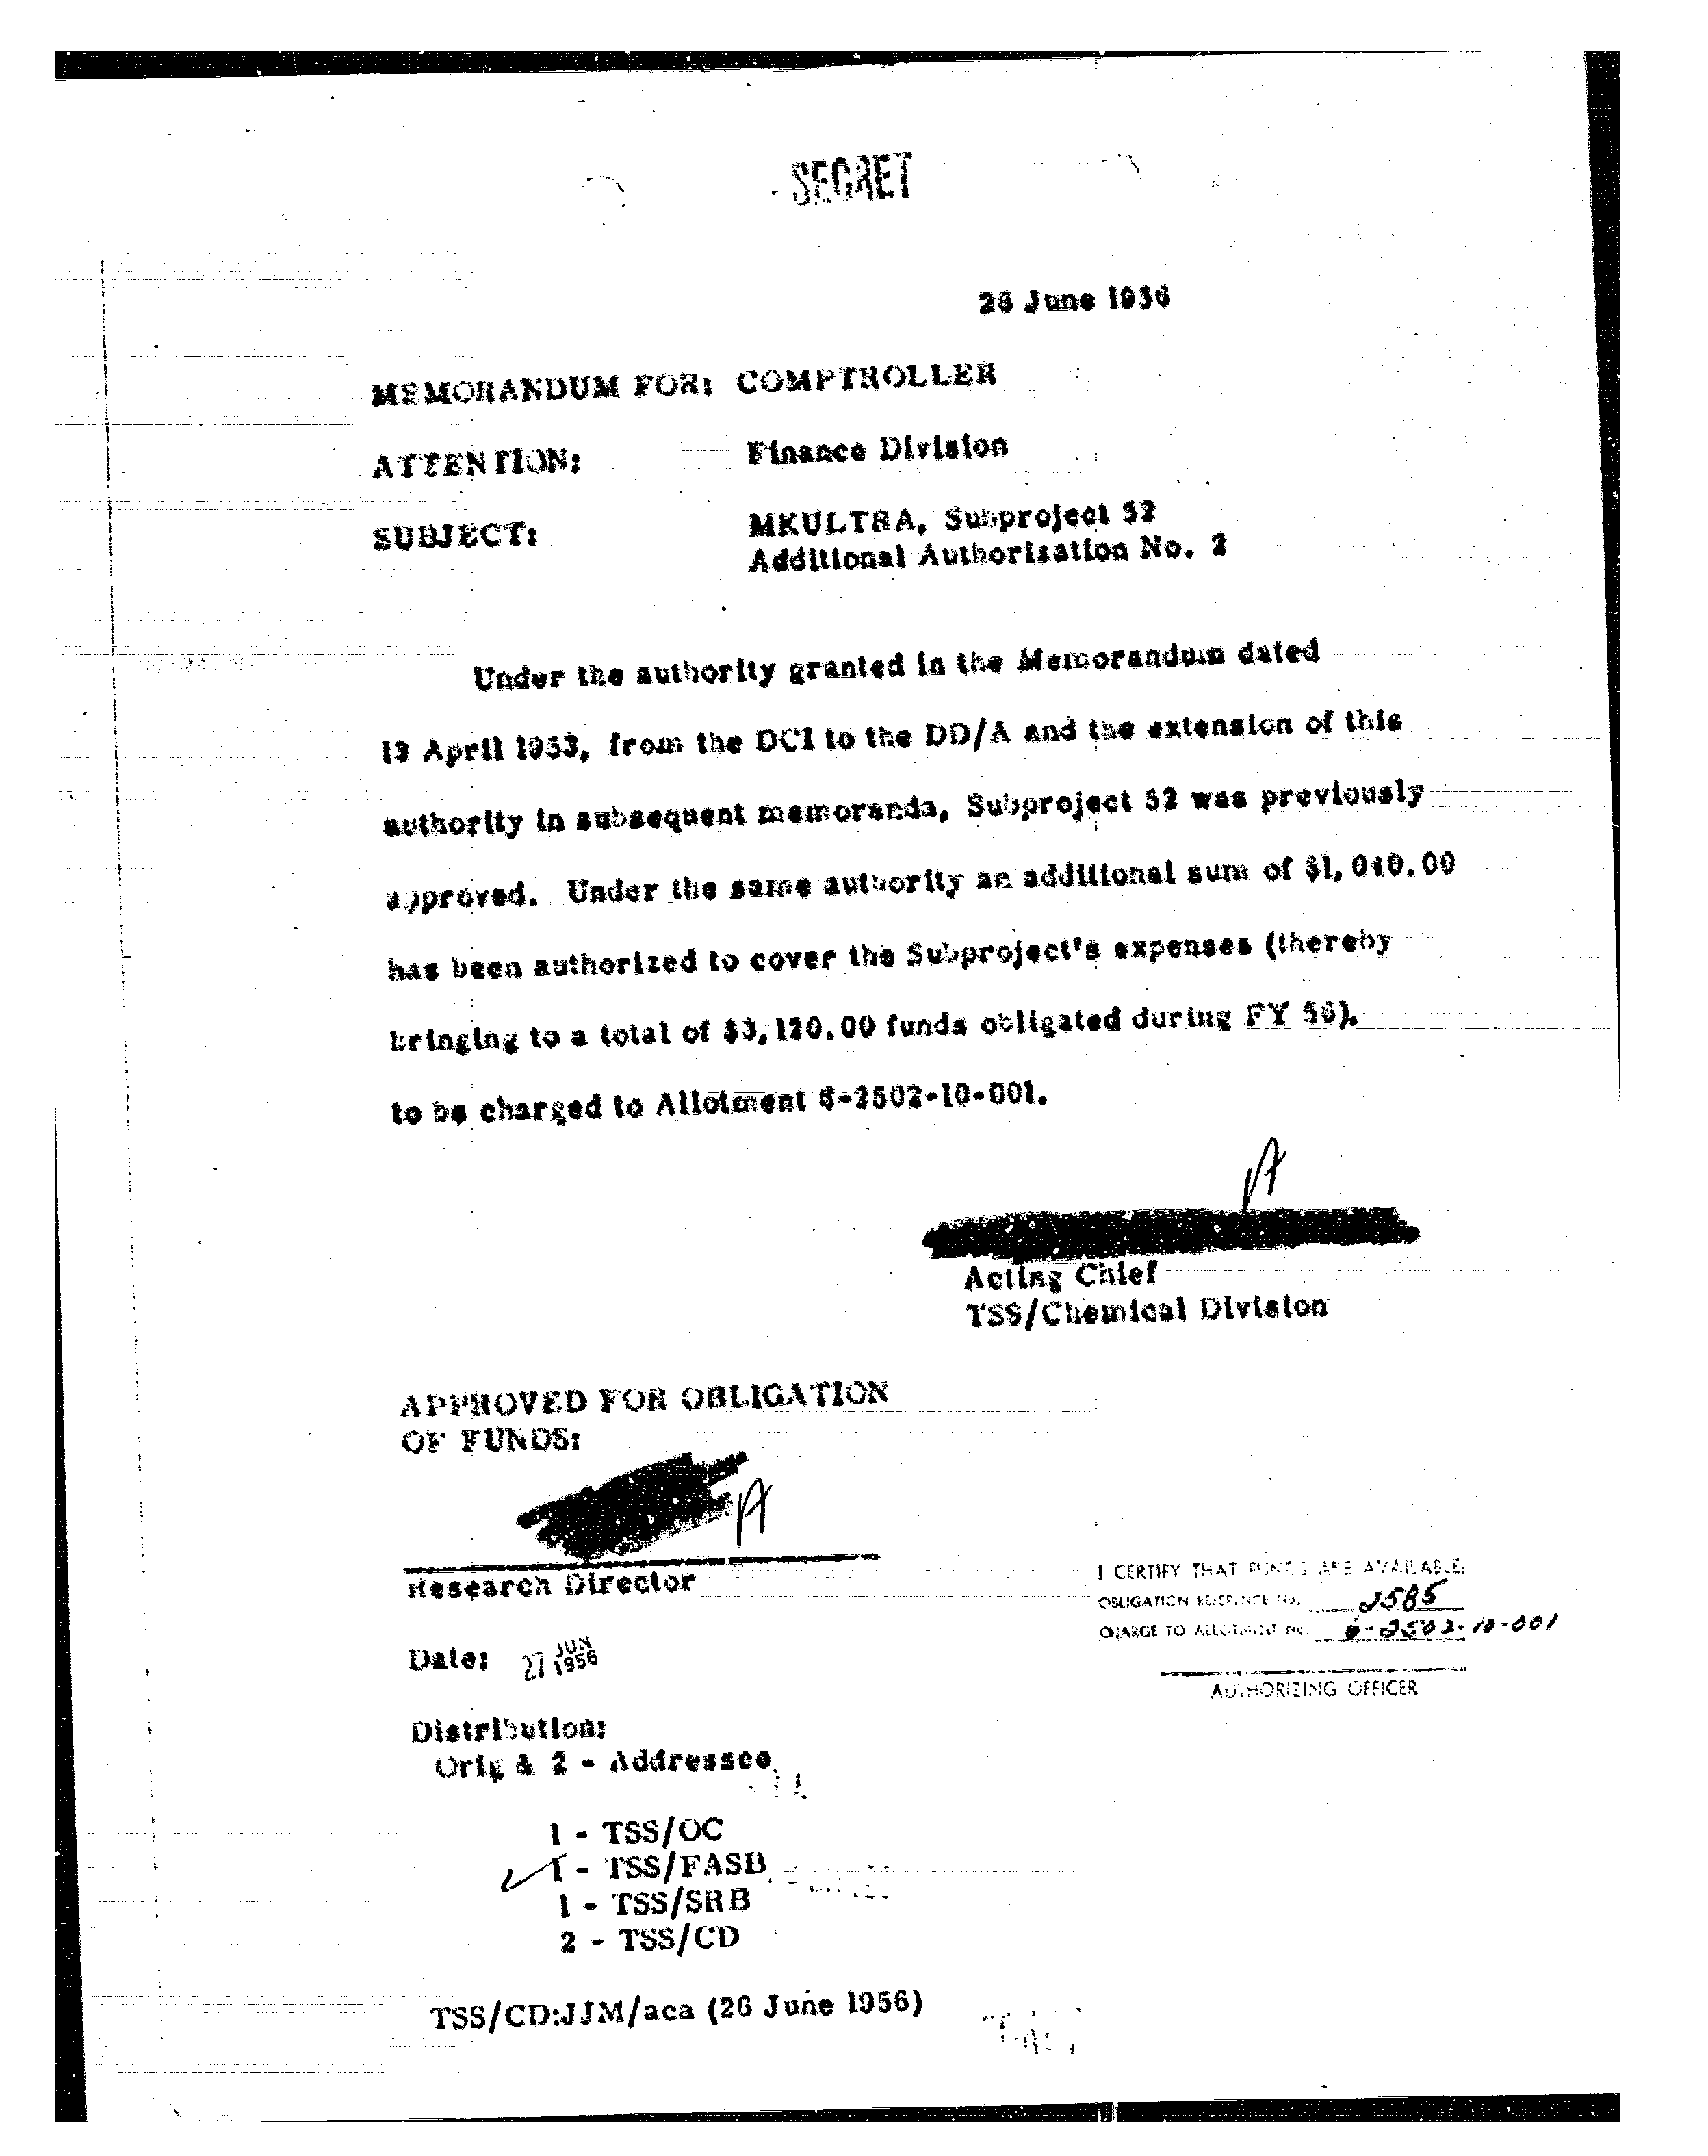 SECRET
26 June 1956
MEMORANDUM FOR: COMPTROLLER
ATTENTION: Finance Division
SUBJECT: MKULTRA, Subproject 52
Additional Authorization No. 2
Under the authority granted in the Memorandum dated
13 April 1953, from the DCI to the DD/A and the extension of this
authority in subsequent memoranda, Subproject 52 was previously
approved. Under the same authority an additional sum of $1,040.00
has been authorized to cover the Subproject's expenses (thereby
bringing to a total of $3,120.00 funds obligated during FY 56).
to be charged to Allotment 6-2502-10-001.
A
Acting Chief
TSS/Chemical Division
APPROVED FOR OBLIGATION
OF FUNDS:
A
Research Director
I CERTIFY THAT FUNDS ARE AVAILABLE:
OBLIGATION REFERENCE NO. 2585
CHARGE TO ALLOTMENT NO. 6-2502-10-001
AUTHORIZING OFFICER
Date: 27 JUN 1956
Distribution:
Orig & 2 - Addressee
1 - TSS/OC
1 - TSS/FASB
1 - TSS/SRB
2 - TSS/CD
TSS/CD:JJM/aca (26 June 1956)